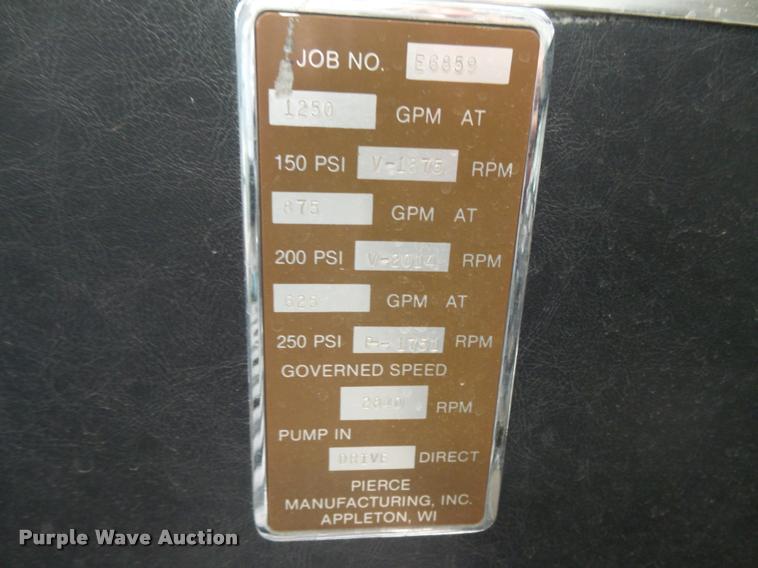 JOB NO. E6859
1250 GPM AT
150 PSI V-1875 RPM
875 GPM AT
200 PSI V-2014 RPM
625 GPM AT
250 PSI P-1751 RPM
GOVERNED SPEED
RPM
PUMP IN
DRIVE DIRECT
PIERCE
MANUFACTURING, INC.
APPLETON, WI
Purple Wave Auction